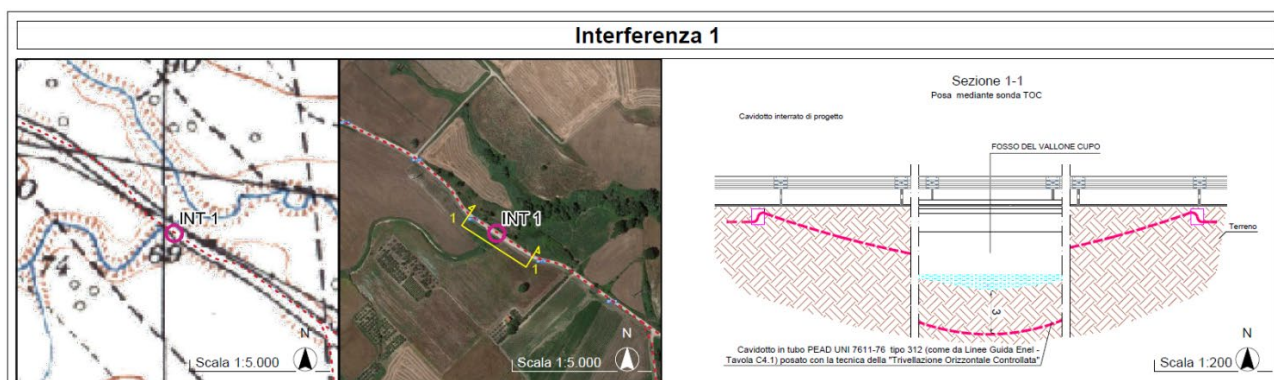 Interferenza 1
INT 1
69
4
0
N
Scala 1:5.000
1
INT 1
1
N
Scala 1:5.000
Sezione 1-1
Posa mediante sonda TOC
Cavidotto interrato di progetto
FOSSO DEL VALLONE CUPO
Terreno
3
Cavidotto in tubo PEAD UNI 7611-76 tipo 312 (come da Linee Guida Enel -
Tavola C4.1) posato con la tecnica della "Trivellazione Orizzontale Controllata"
N
Scala 1:200